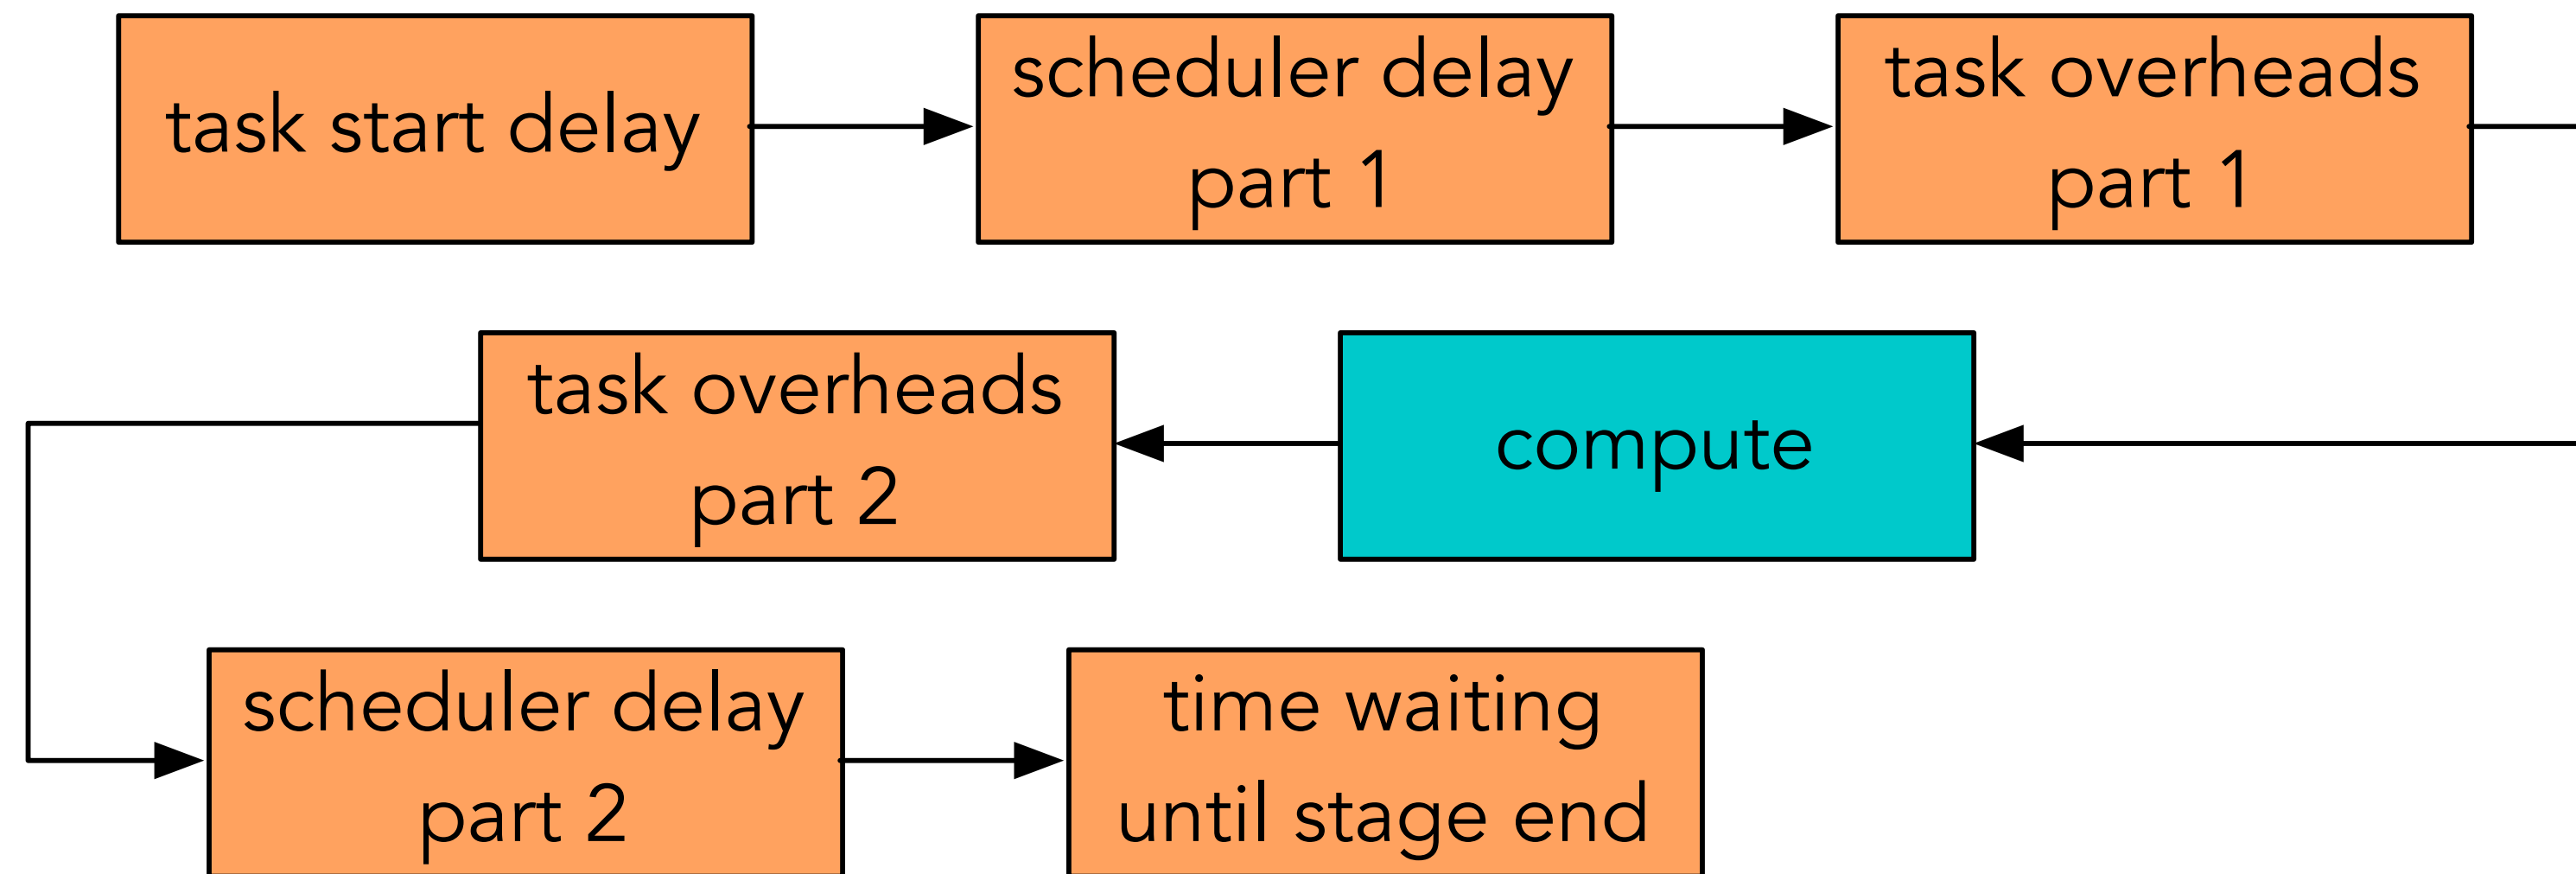 task start delay
scheduler delay
part 1
task overheads
part 1
compute
task overheads
part 2
scheduler delay
part 2
time waiting
until stage end